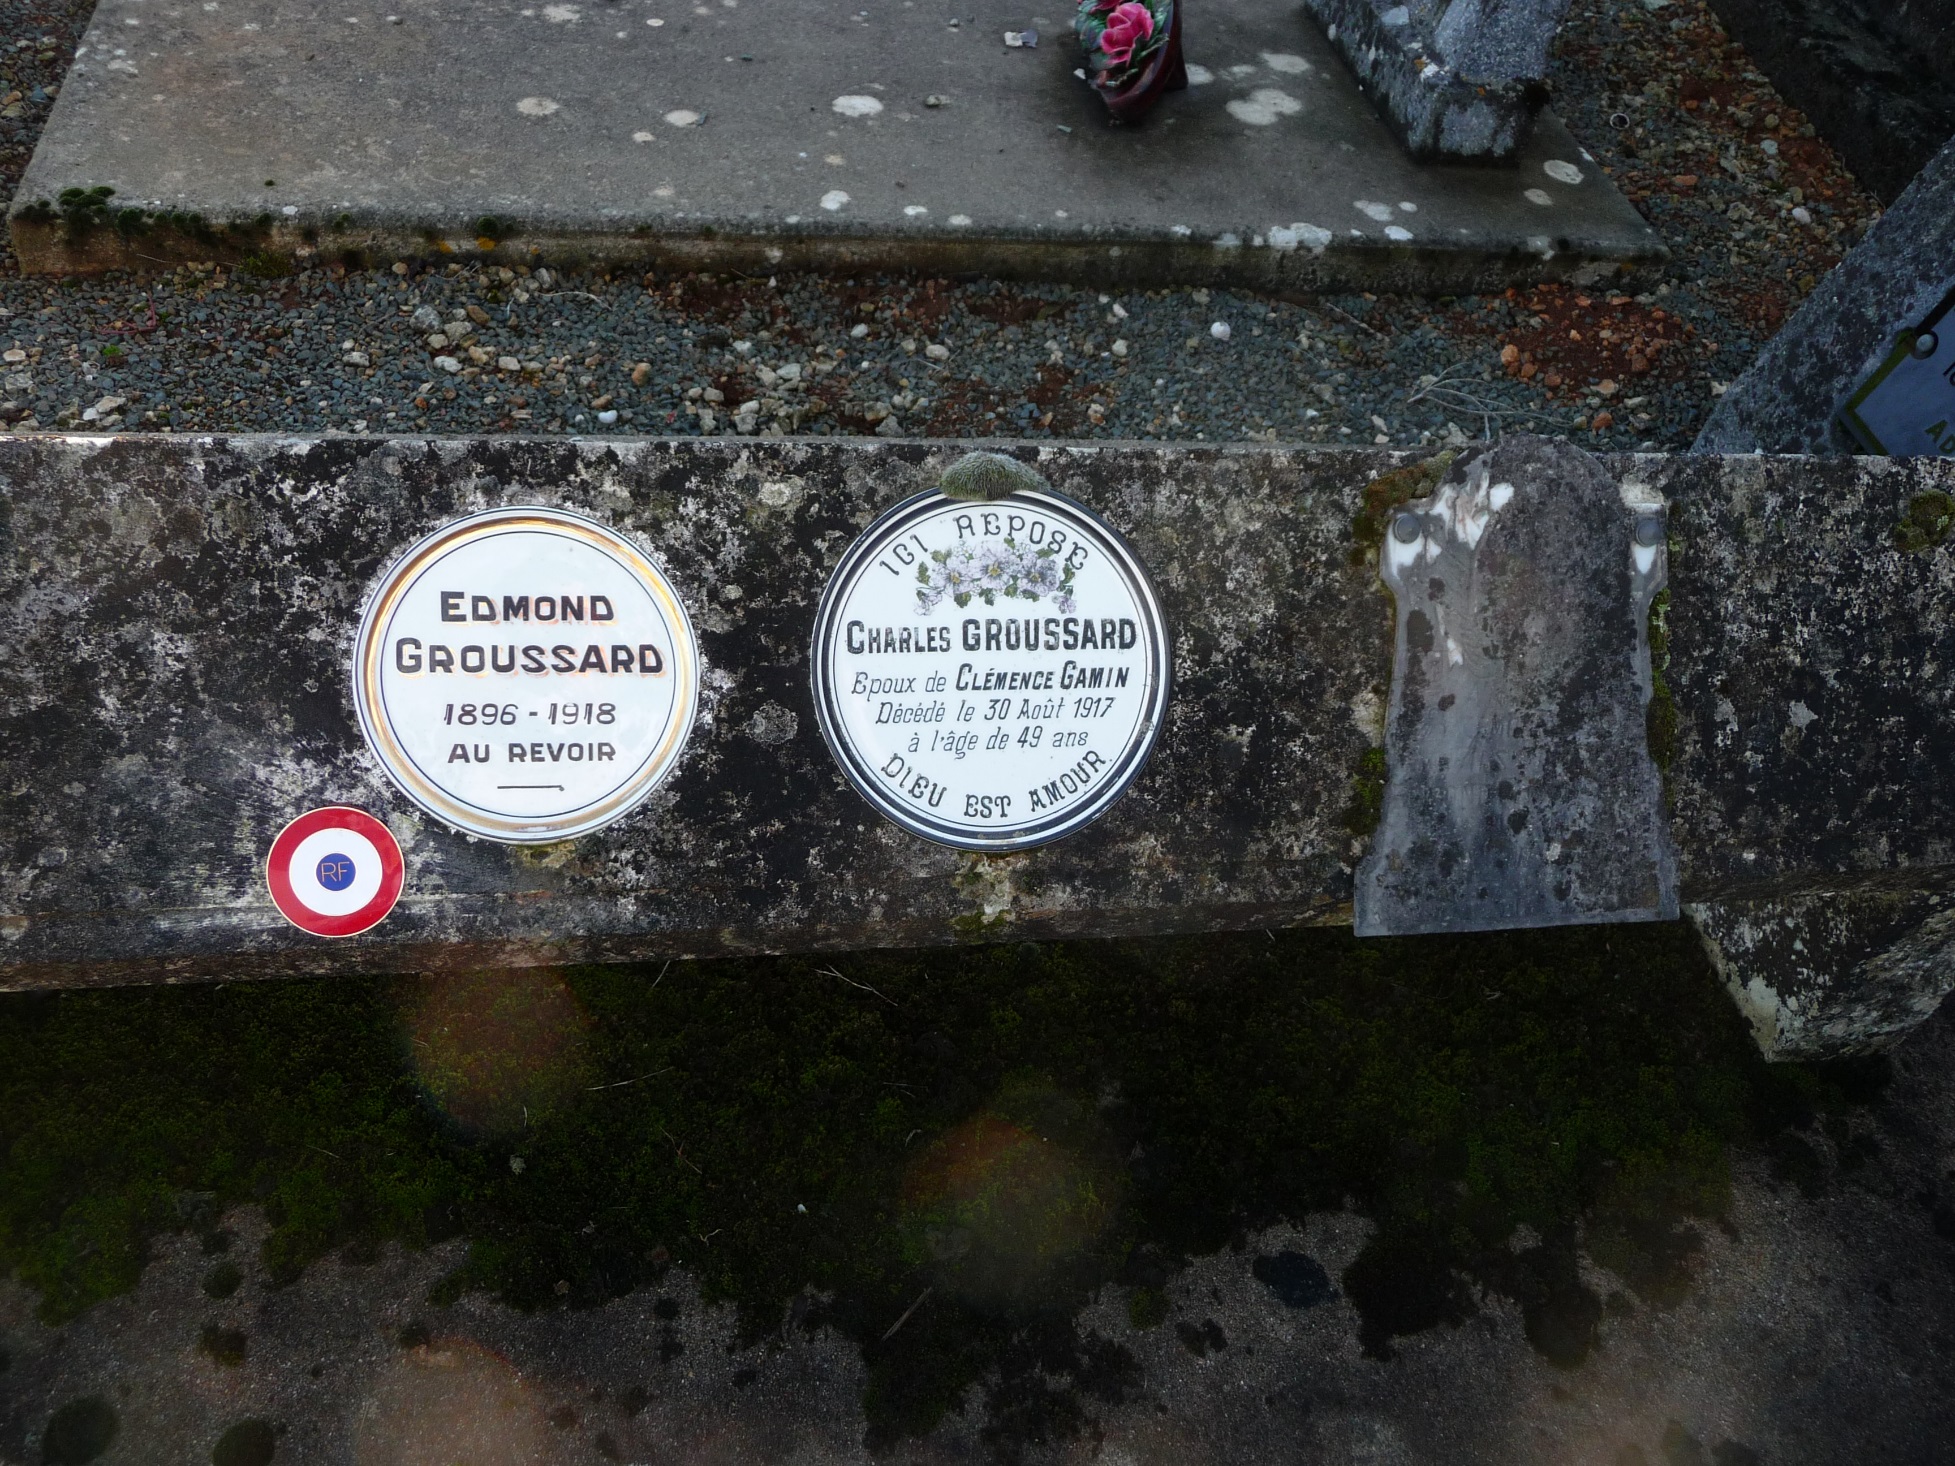 EDMOND
GROUSSARD
1896 - 1918
AU REVOIR
RF
ICI REPOSE
CHARLES GROUSSARD
Epoux de CLÉMENCE GAMIN
Décédé le 30 Août 1917
à l'âge de 49 ans
DIEU EST AMOUR.